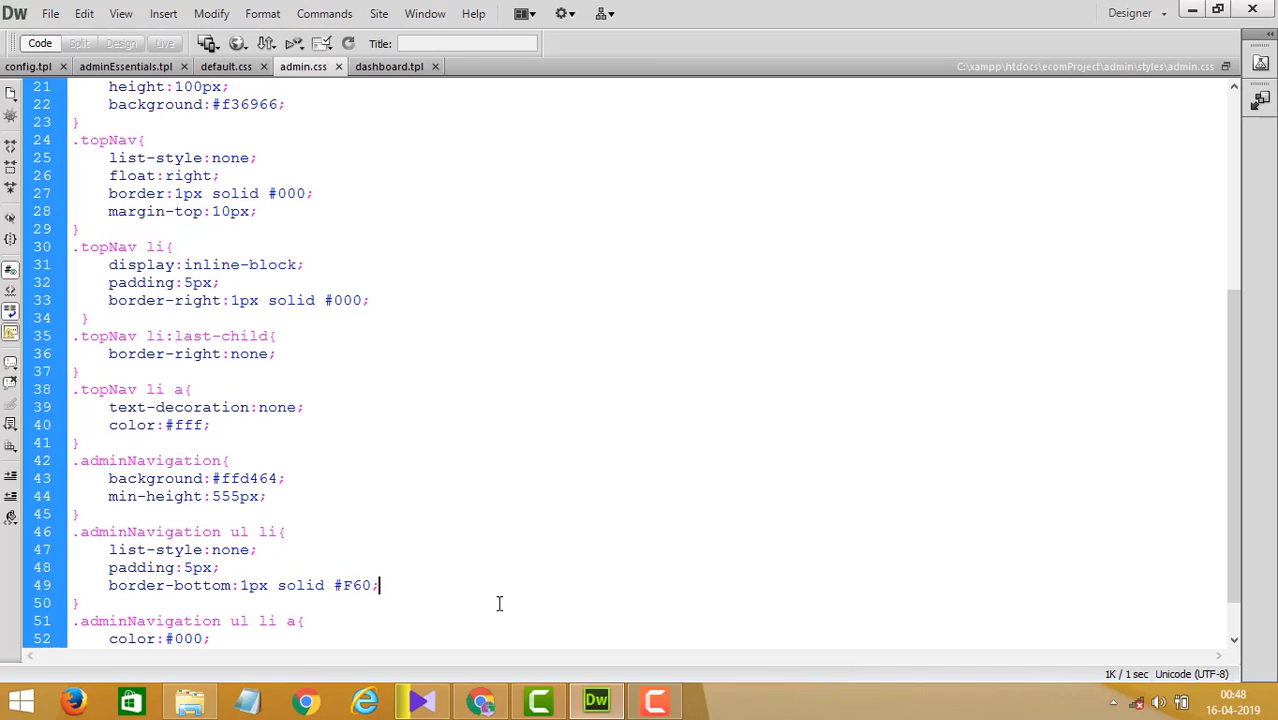 Dw File Edit View Insert Modify Format Commands Site Window Help Designer
Code Split Design Live Title:
config.tpl adminEssentials.tpl default.css admin.css dashboard.tpl C:\xampp\htdocs\ecomProject\admin\styles\admin.css
21 height:100px;
22 background:#f36966;
23 }
24 .topNav{
25 list-style:none;
26 float:right;
27 border:1px solid #000;
28 margin-top:10px;
29 }
30 .topNav li{
31 display:inline-block;
32 padding:5px;
33 border-right:1px solid #000;
34 }
35 .topNav li:last-child{
36 border-right:none;
37 }
38 .topNav li a{
39 text-decoration:none;
40 color:#fff;
41 }
42 .adminNavigation{
43 background:#ffd464;
44 min-height:555px;
45 }
46 .adminNavigation ul li{
47 list-style:none;
48 padding:5px;
49 border-bottom:1px solid #F60;
50 }
51 .adminNavigation ul li a{
52 color:#000;
1K / 1 sec Unicode (UTF-8)
Dw
00:48
16-04-2019